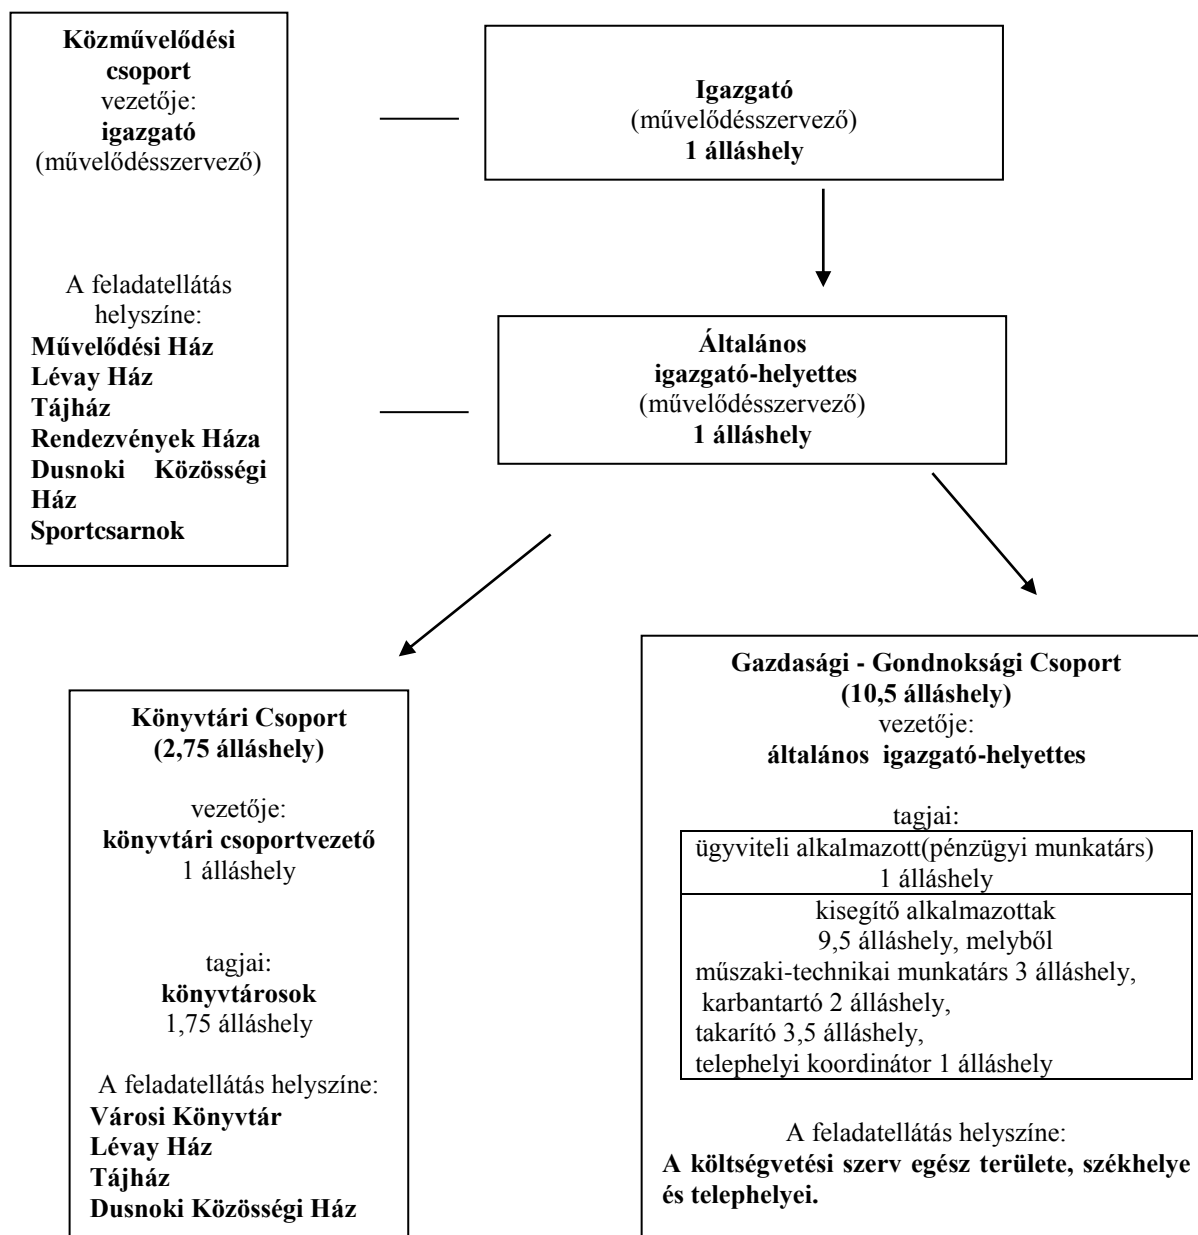 Közművelődési
csoport
vezetője:
igazgató
(művelődésszervező)
A feladatellátás
helyszíne:
Művelődési Ház
Lévay Ház
Tájház
Rendezvények Háza
Dusnoki Közösségi
Ház
Sportcsarnok
Igazgató
(művelődésszervező)
1 álláshely
Általános
igazgató-helyettes
(művelődésszervező)
1 álláshely
Könyvtári Csoport
(2,75 álláshely)
vezetője:
könyvtári csoportvezető
1 álláshely
tagjai:
könyvtárosok
1,75 álláshely
A feladatellátás helyszíne:
Városi Könyvtár
Lévay Ház
Tájház
Dusnoki Közösségi Ház
Gazdasági - Gondnoksági Csoport
(10,5 álláshely)
vezetője:
általános igazgató-helyettes
tagjai:
ügyviteli alkalmazott(pénzügyi munkatárs)
1 álláshely
kisegítő alkalmazottak
9,5 álláshely, melyből
műszaki-technikai munkatárs 3 álláshely,
karbantartó 2 álláshely,
takarító 3,5 álláshely,
telephelyi koordinátor 1 álláshely
A feladatellátás helyszíne:
A költségvetési szerv egész területe, székhelye
és telephelyei.